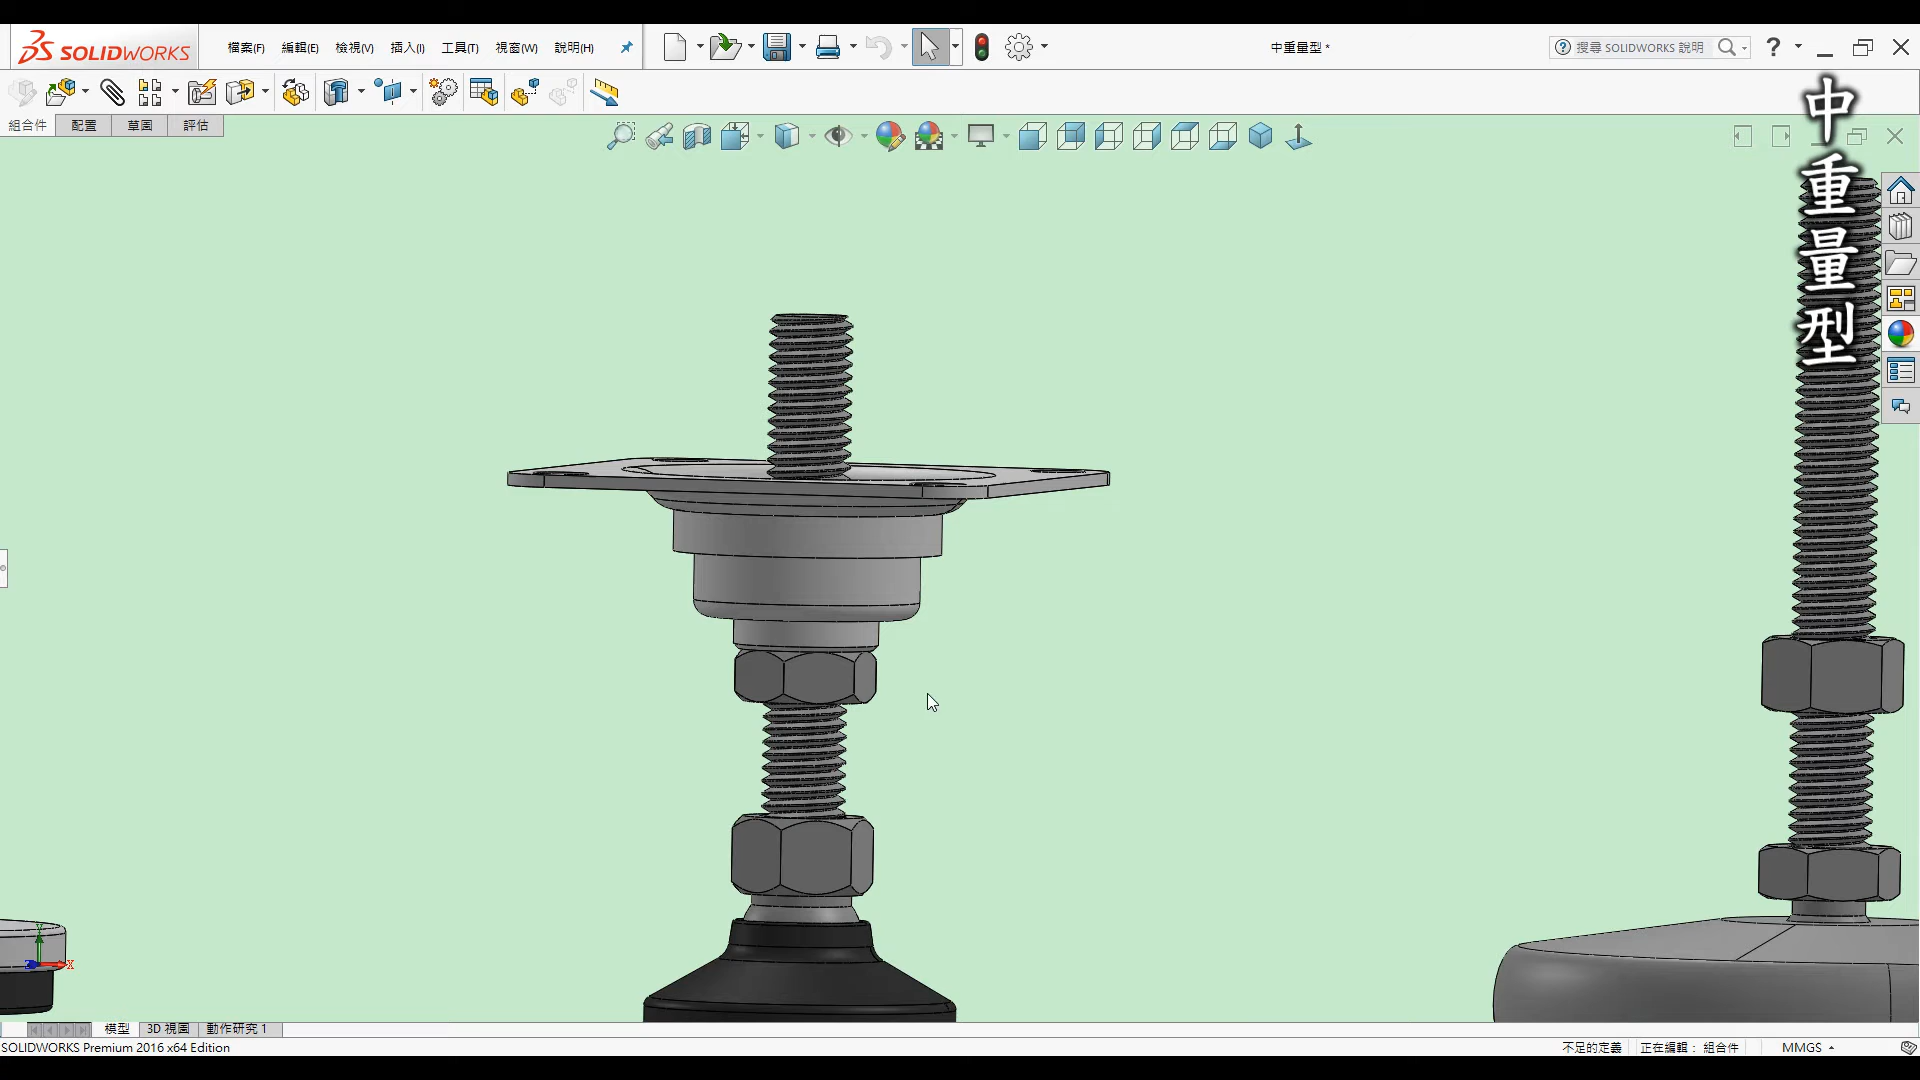 SOLIDWORKS
檔案(F) 編輯(E) 檢視(V) 插入(I) 工具(T) 視窗(W) 說明(H)
中重量型 *
搜尋 SOLIDWORKS 說明
組合件 配置 草圖 評估
中重量型
Y
X
模型 3D 視圖 動作研究 1
SOLIDWORKS Premium 2016 x64 Edition
不足的定義 正在編輯： 組合件 MMGS